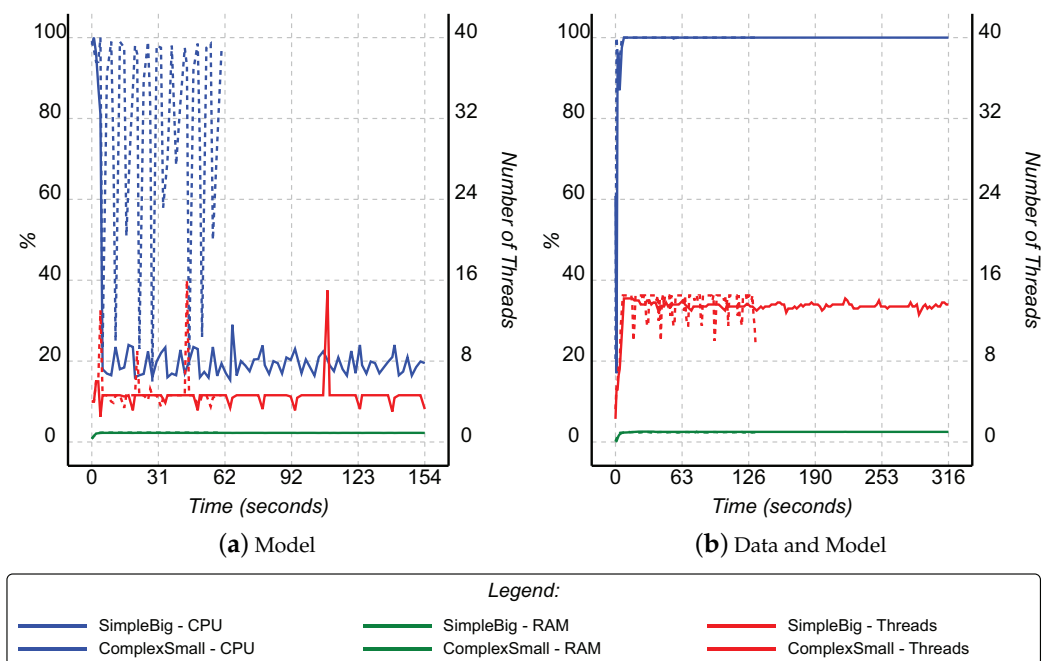 100
80
60
40
20
0
%
40
32
24
16
8
0
Number of Threads
0 31 62 92 123 154
Time (seconds)
(a) Model
100
80
60
40
20
0
%
40
32
24
16
8
0
Number of Threads
0 63 126 190 253 316
Time (seconds)
(b) Data and Model
Legend:
SimpleBig - CPU SimpleBig - RAM SimpleBig - Threads
ComplexSmall - CPU ComplexSmall - RAM ComplexSmall - Threads